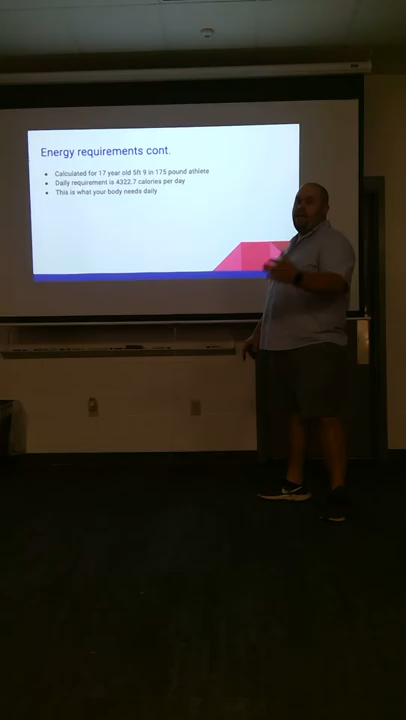 Energy requirements cont.
● Calculated for 17 year old 5ft 9 in 175 pound athlete
● Daily requirement is 4322.7 calories per day
● This is what your body needs daily